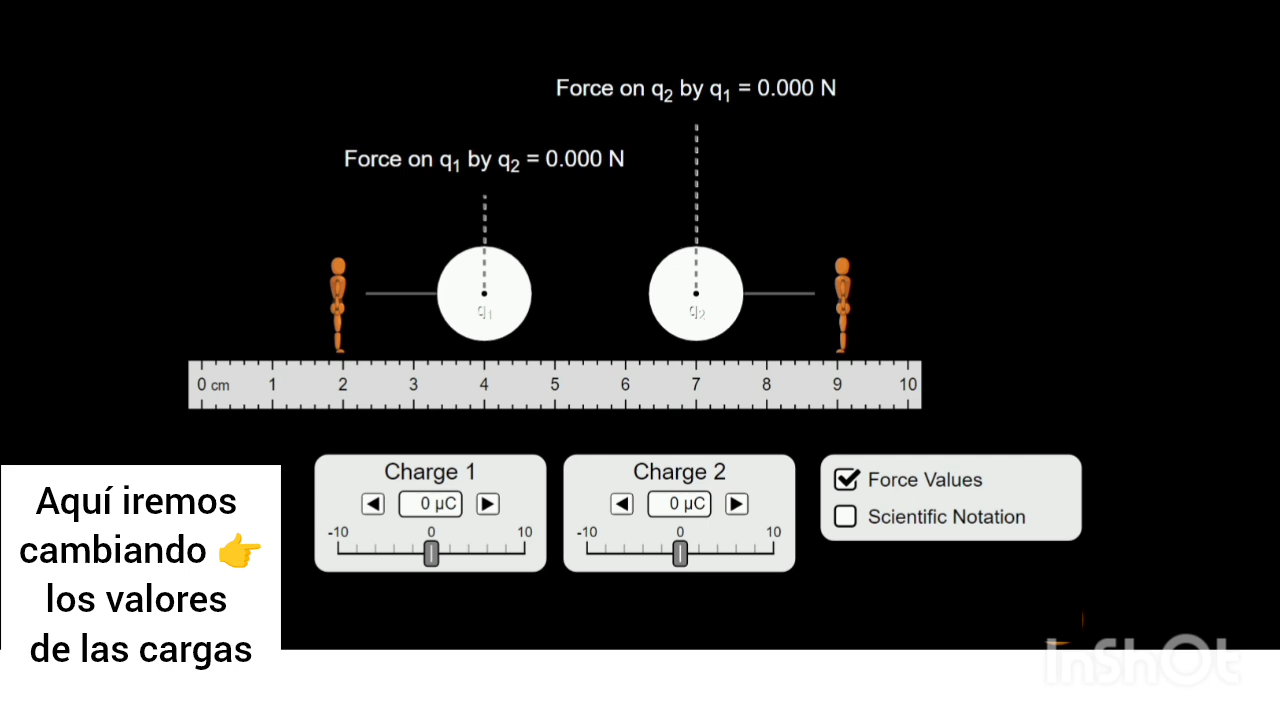 Force on q₂ by q₁ = 0.000 N
Force on q₁ by q₂ = 0.000 N
q₁
q₂
0 cm 1 2 3 4 5 6 7 8 9 10
Charge 1
0 μC
-10 0 10
Charge 2
0 μC
-10 0 10
Force Values
Scientific Notation
Aquí iremos
cambiando 👉
los valores
de las cargas
InShOt